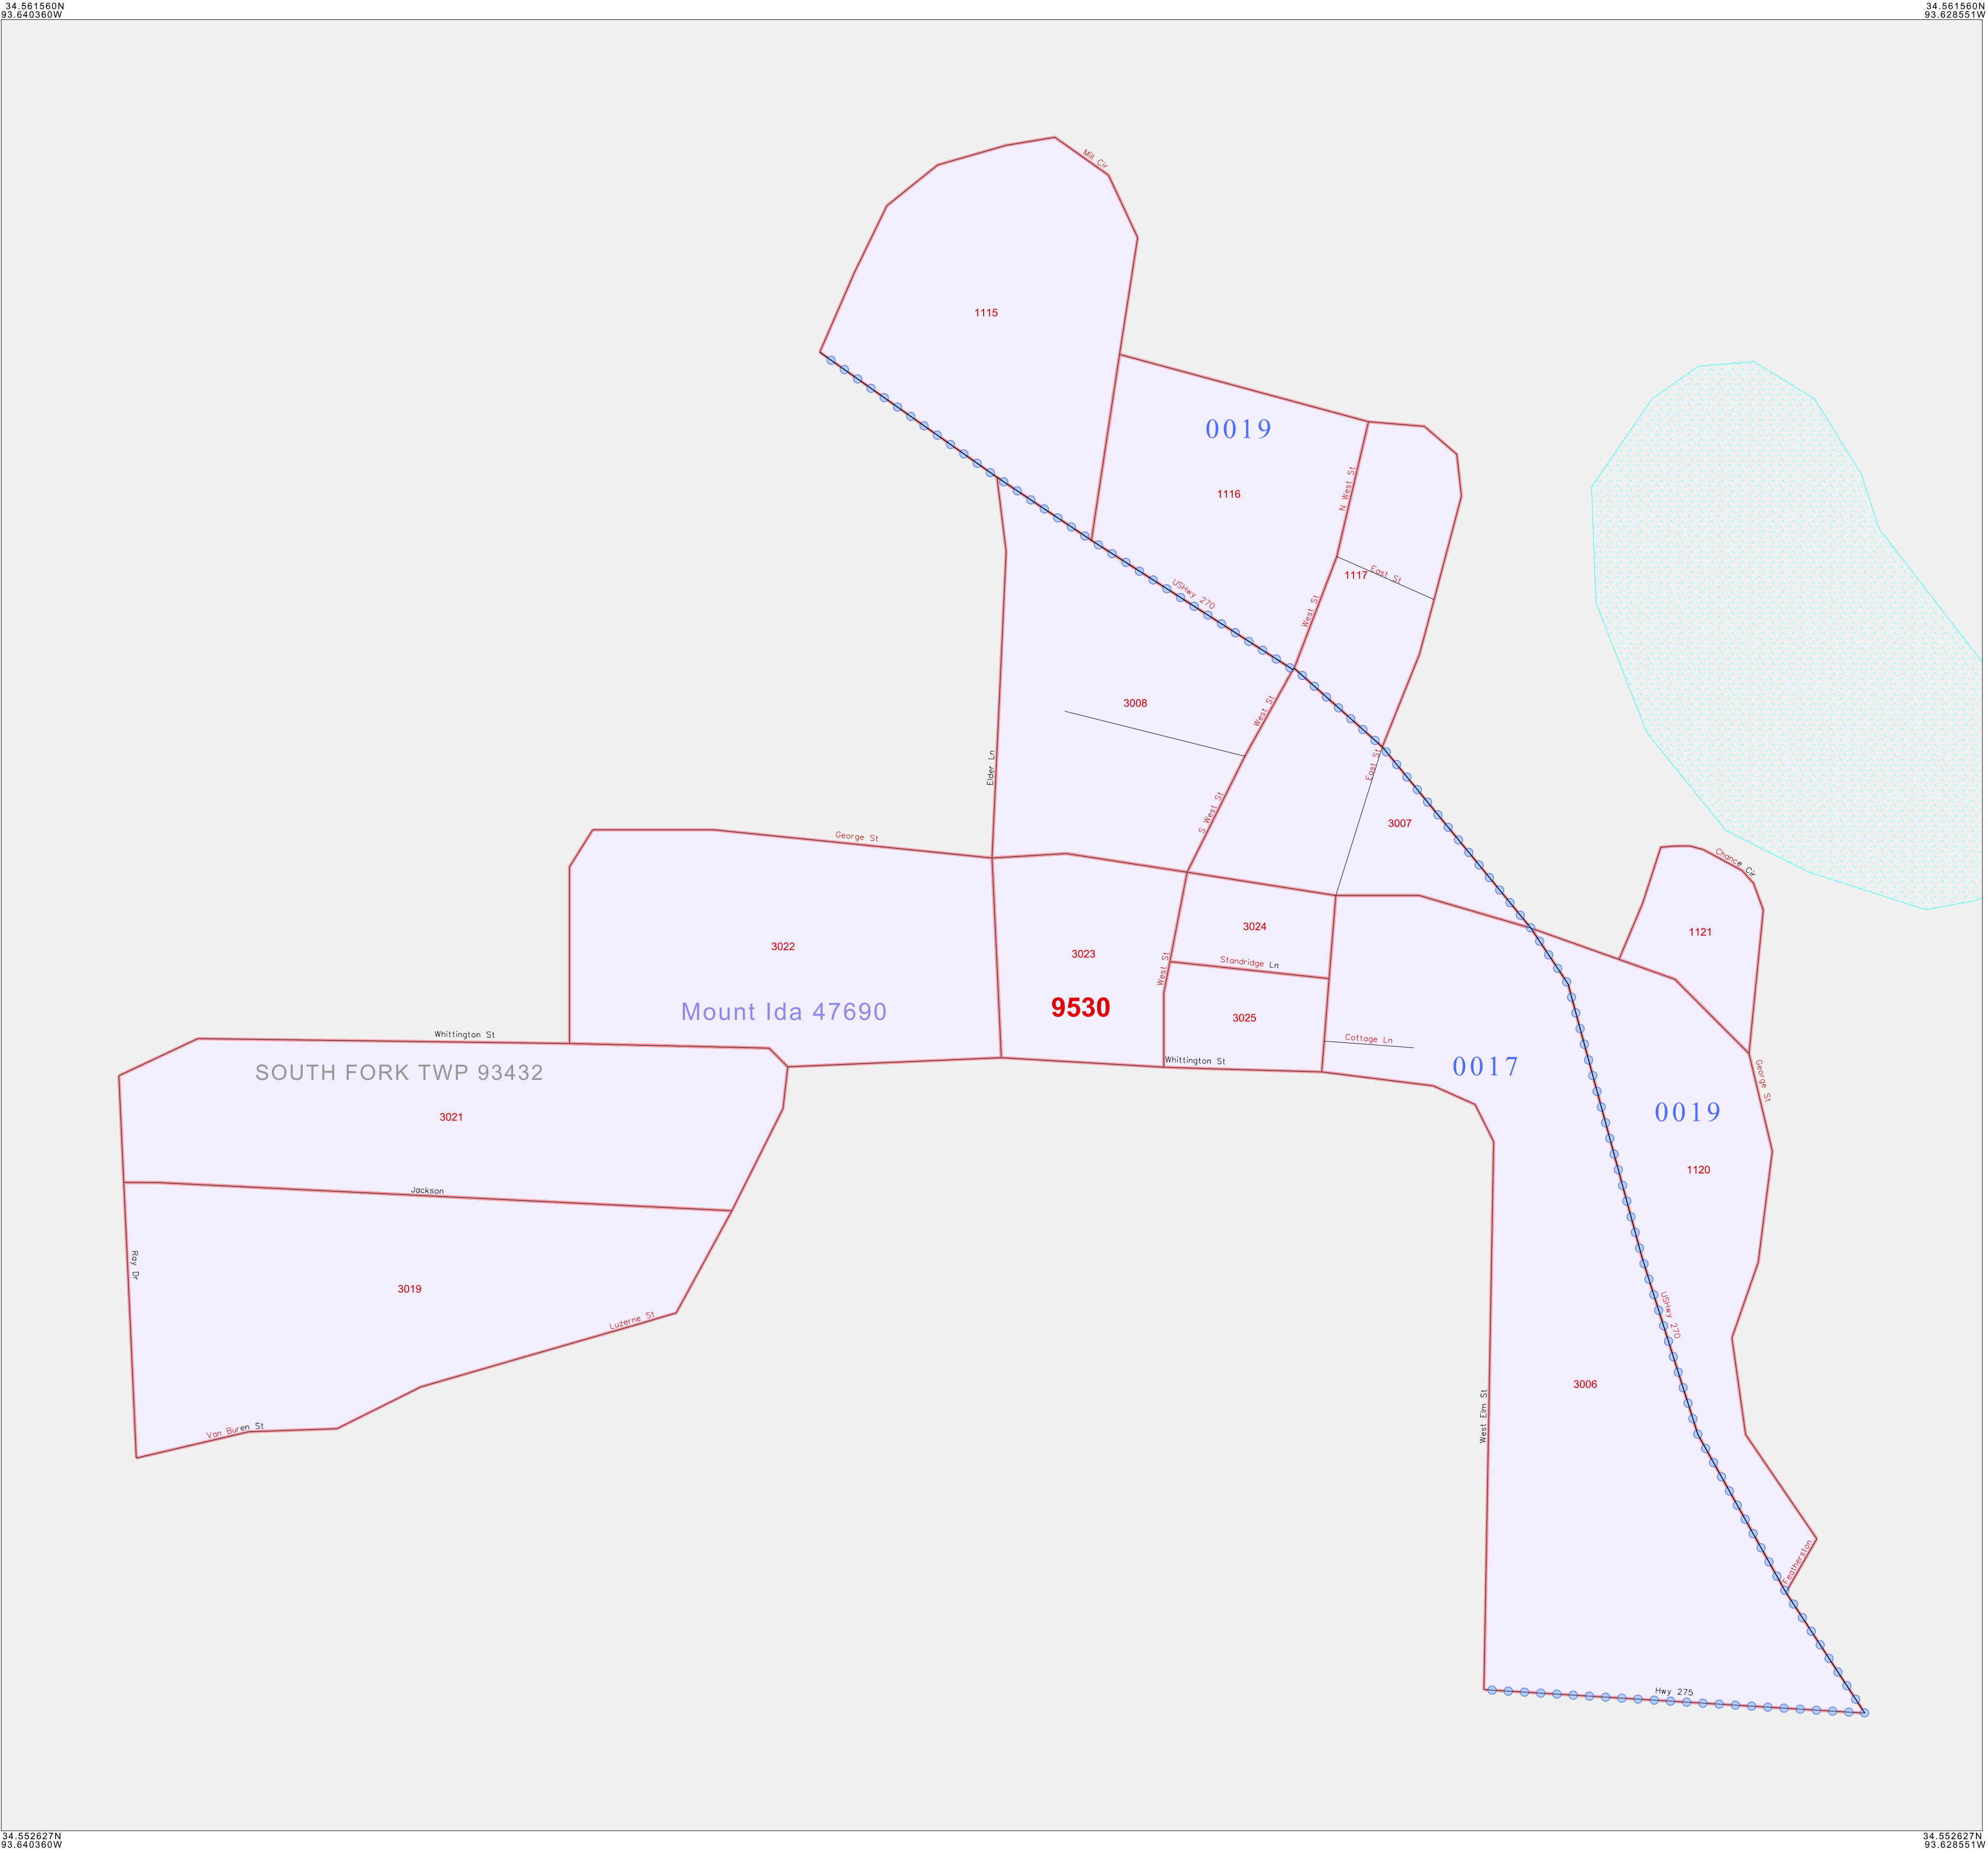 34.561560N
93.640360W
34.561560N
93.628551W
Mill Cir
1115
0019
1116
N West St
1117
East St
USHwy 270
West St
3008
West St
Elder Ln
East St
S West St
3007
George St
Chance Cir
3022
3023
3024
1121
West St
Standridge Ln
Mount Ida 47690
9530
3025
Whittington St
Cottage Ln
Whittington St
0017
SOUTH FORK TWP 93432
George St
3021
0019
1120
Jackson
Ray Dr
3019
USHwy 270
Luzerne St
3006
West Elm St
Van Buren St
Featherston
Hwy 275
34.552627N
93.640360W
34.552627N
93.628551W